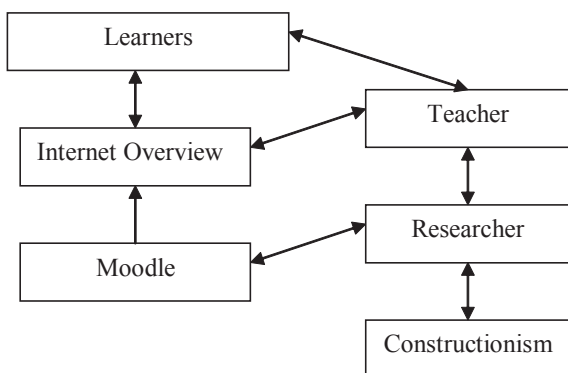 Learners
Teacher
Internet Overview
Researcher
Moodle
Constructionism